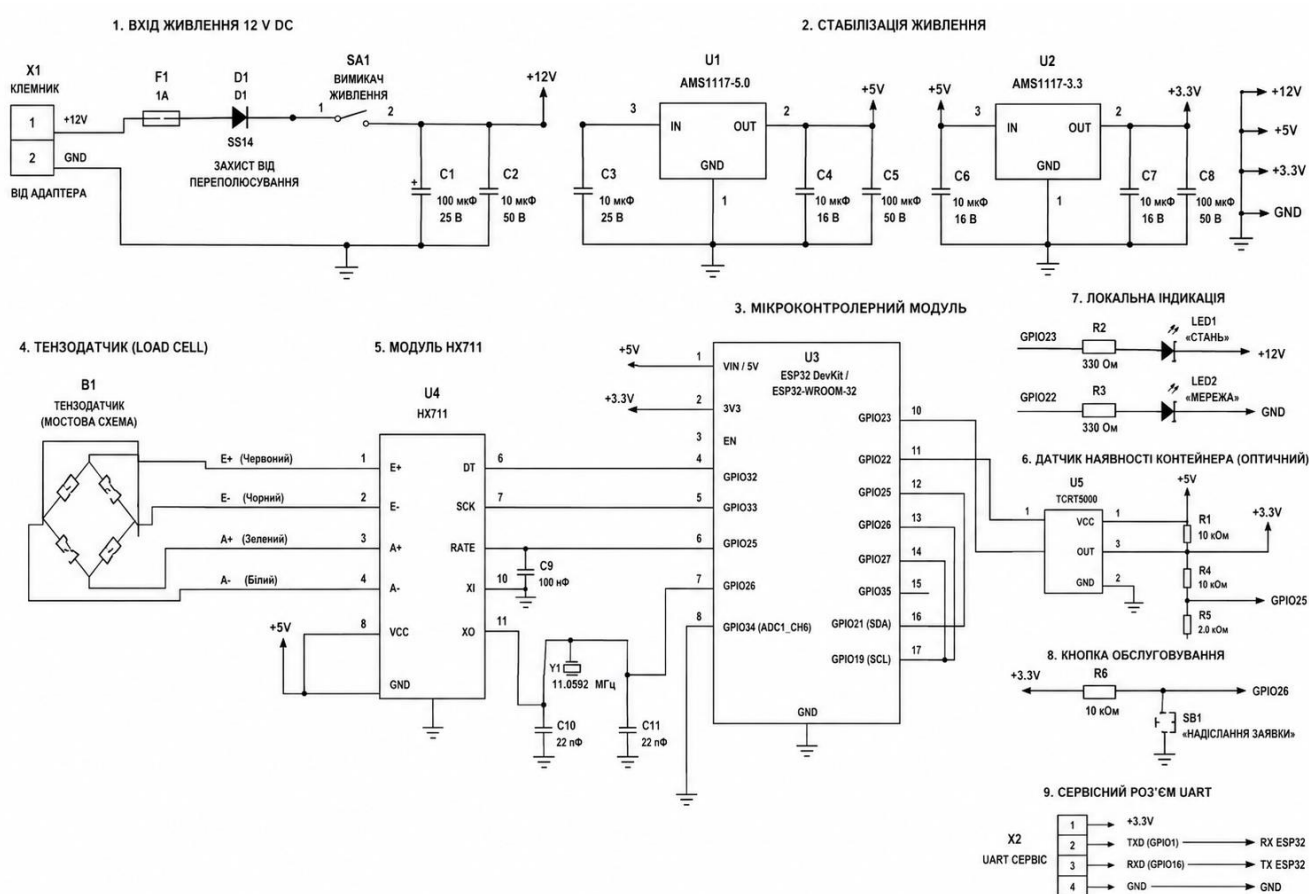 1. ВХІД ЖИВЛЕННЯ 12 V DC
X1
КЛЕМНИК
1
2
+12V
GND
ВІД АДАПТЕРА
F1
1А
D1
D1
SS14
ЗАХИСТ ВІД
ПЕРЕПОЛЮСУВАННЯ
SA1
ВИМИКАЧ
ЖИВЛЕННЯ
1
2
+12V
+
C1
100 мкФ
25 В
C2
10 мкФ
50 В
2. СТАБІЛІЗАЦІЯ ЖИВЛЕННЯ
U1
AMS1117-5.0
3
IN
OUT
GND
2
1
+5V
C3
10 мкФ
25 В
C4
10 мкФ
16 В
C5
100 мкФ
50 В
U2
AMS1117-3.3
+5V
3
IN
OUT
GND
2
1
+3.3V
C6
10 мкФ
16 В
C7
10 мкФ
16 В
C8
100 мкФ
50 В
+12V
+5V
+3.3V
GND
4. ТЕНЗОДАТЧИК (LOAD CELL)
B1
ТЕНЗОДАТЧИК
(МОСТОВА СХЕМА)
E+ (Червоний)
E- (Чорний)
A+ (Зелений)
A- (Білий)
+5V
5. МОДУЛЬ HX711
U4
HX711
1
E+
2
E-
3
A+
4
A-
8
VCC
GND
DT
6
SCK
7
RATE
XI
10
XO
11
C9
100 нФ
Y1
11.0592 МГц
C10
22 пФ
C11
22 пФ
3. МІКРОКОНТРОЛЕРНИЙ МОДУЛЬ
U3
ESP32 DevKit /
ESP32-WROOM-32
+5V
1
VIN / 5V
+3.3V
2
3V3
3
EN
4
GPIO32
5
GPIO33
6
GPIO25
7
GPIO26
8
GPIO34 (ADC1_CH6)
GPIO23
10
GPIO22
11
GPIO25
12
GPIO26
13
GPIO27
14
GPIO35
15
GPIO21 (SDA)
16
GPIO19 (SCL)
17
GND
7. ЛОКАЛЬНА ІНДИКАЦІЯ
GPIO23
R2
330 Ом
LED1
«СТАНЬ»
+12V
GPIO22
R3
330 Ом
LED2
«МЕРЕЖА»
GND
6. ДАТЧИК НАЯВНОСТІ КОНТЕЙНЕРА (ОПТИЧНИЙ)
U5
TCRT5000
1
VCC
1
OUT
3
GND
2
+5V
R1
10 кОм
+3.3V
R4
10 кОм
GPIO25
R5
2.0 кОм
8. КНОПКА ОБСЛУГОВУВАННЯ
+3.3V
R6
10 кОм
GPIO26
SB1
«НАДІСЛАННЯ ЗАЯВКИ»
9. СЕРВІСНИЙ РОЗ'ЄМ UART
X2
UART СЕРВІС
1
+3.3V
2
TXD (GPIO1)
RX ESP32
3
RXD (GPIO16)
TX ESP32
4
GND
GND